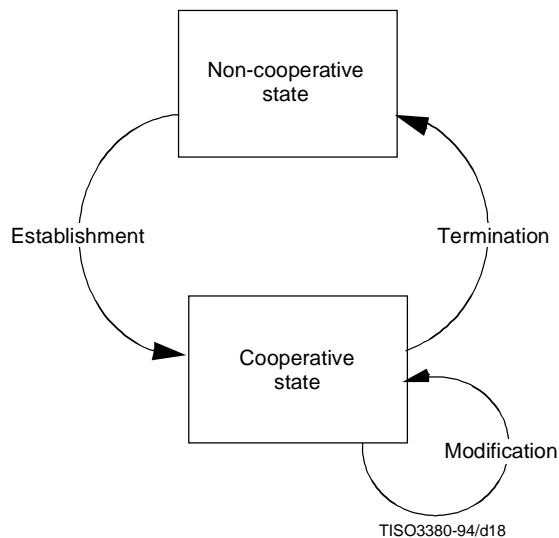 Non-cooperative
state
Establishment
Termination
Cooperative
state
Modification
TISO3380-94/d18